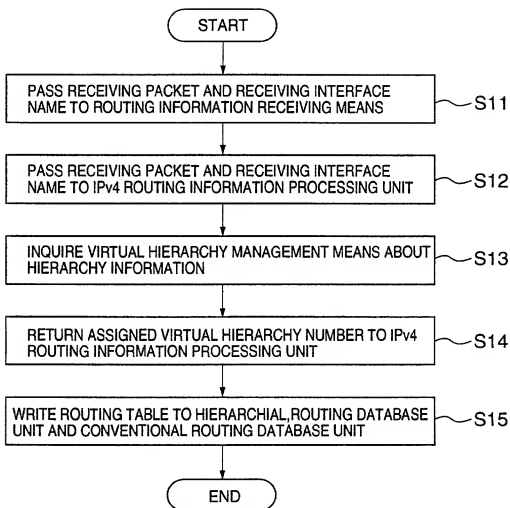 START
PASS RECEIVING PACKET AND RECEIVING INTERFACE
NAME TO ROUTING INFORMATION RECEIVING MEANS
S11
PASS RECEIVING PACKET AND RECEIVING INTERFACE
NAME TO IPv4 ROUTING INFORMATION PROCESSING UNIT
S12
INQUIRE VIRTUAL HIERARCHY MANAGEMENT MEANS ABOUT
HIERARCHY INFORMATION
S13
RETURN ASSIGNED VIRTUAL HIERARCHY NUMBER TO IPv4
ROUTING INFORMATION PROCESSING UNIT
S14
WRITE ROUTING TABLE TO HIERARCHIAL,ROUTING DATABASE
UNIT AND CONVENTIONAL ROUTING DATABASE UNIT
S15
END